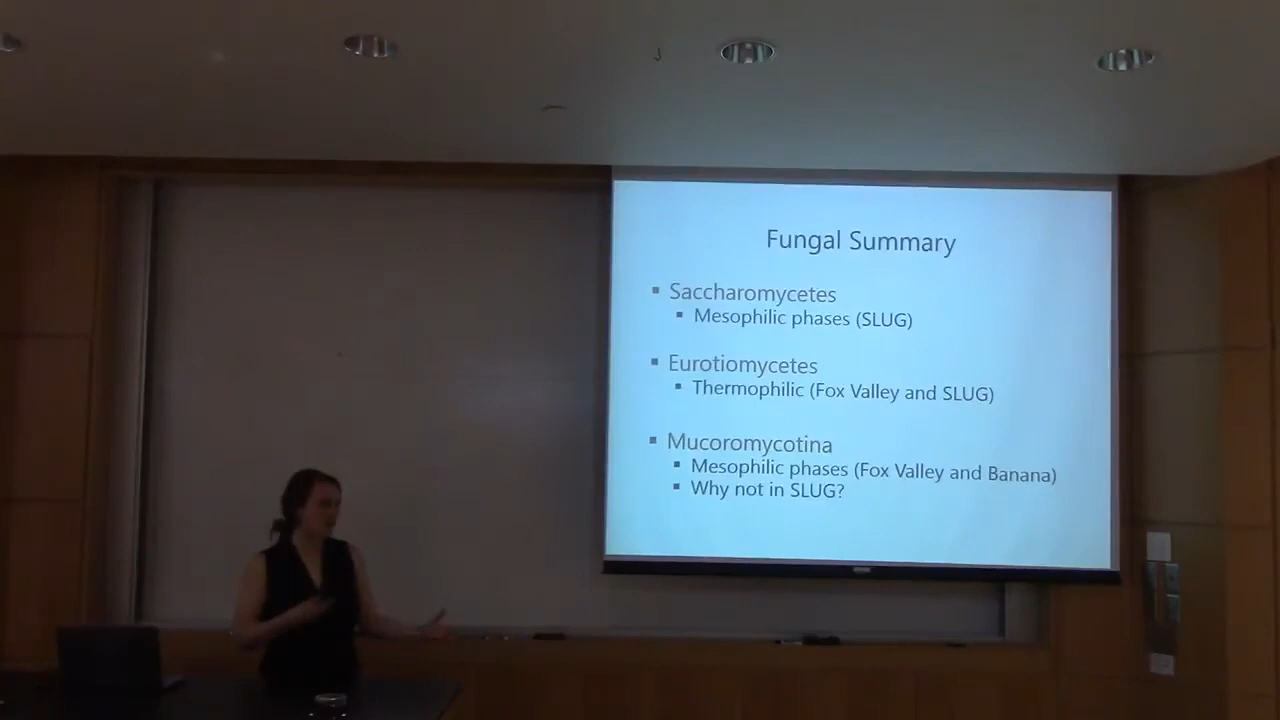 Fungal Summary
▪ Saccharomycetes
▪ Mesophilic phases (SLUG)
▪ Eurotiomycetes
▪ Thermophilic (Fox Valley and SLUG)
▪ Mucoromycotina
▪ Mesophilic phases (Fox Valley and Banana)
▪ Why not in SLUG?